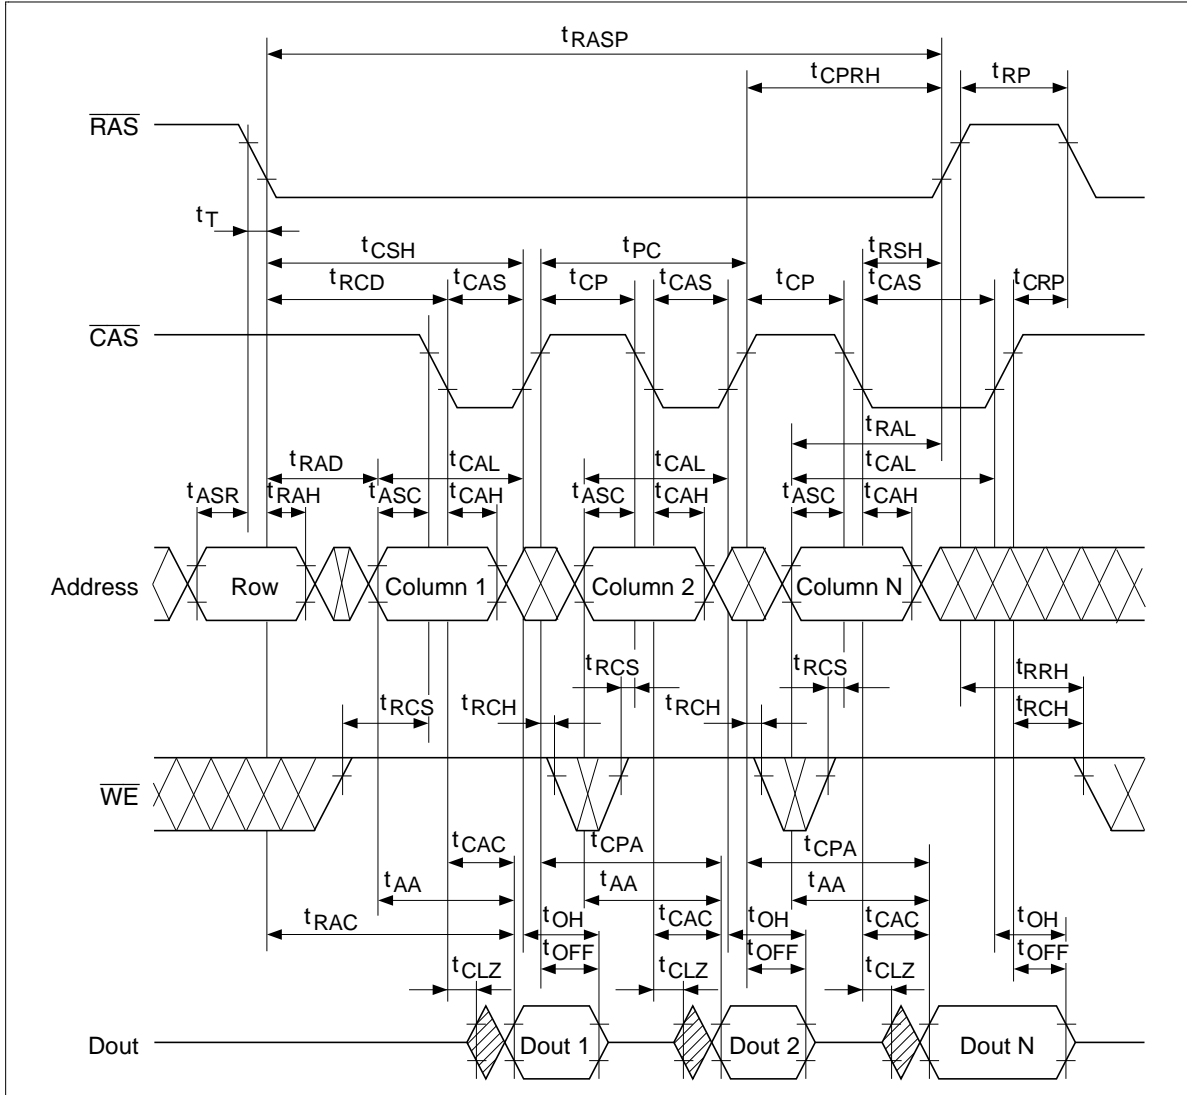 tRASP
tCPRH tRP
RAS
tT
tCSH tPC tRSH
tRCD tCAS tCP tCAS tCP tCAS tCRP
CAS
tRAL
tRAD tCAL tCAL tCAL
tASR tRAH tASC tCAH tASC tCAH tASC tCAH
Address Row Column 1 Column 2 Column N
tRCS tRCS tRRH
tRCS tRCH tRCH tRCH
WE
tCAC tCPA tCPA
tAA tAA tAA
tRAC tOH tCAC tOH tCAC tOH
tOFF tOFF tOFF
tCLZ tCLZ tCLZ
Dout Dout 1 Dout 2 Dout N